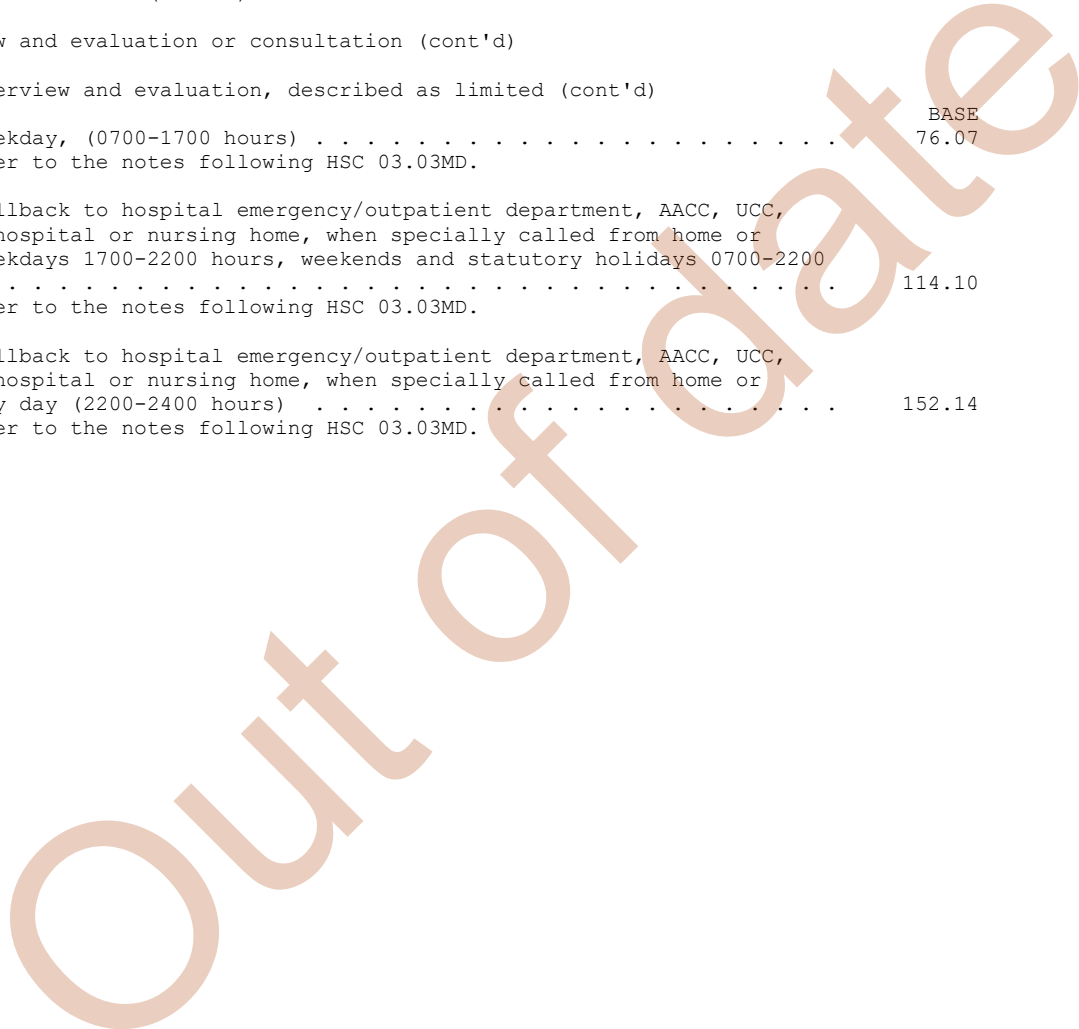 w and evaluation or consultation (cont'd)
erview and evaluation, described as limited (cont'd)
BASE
ekday, (0700-1700 hours) . . . . . . . . . . . . . . . . . . . . . 76.07
er to the notes following HSC 03.03MD.
llback to hospital emergency/outpatient department, AACC, UCC,
hospital or nursing home, when specially called from home or
ekdays 1700-2200 hours, weekends and statutory holidays 0700-2200
. . . . . . . . . . . . . . . . . . . . . . . . . . . . . . . . . 114.10
er to the notes following HSC 03.03MD.
llback to hospital emergency/outpatient department, AACC, UCC,
hospital or nursing home, when specially called from home or
y day (2200-2400 hours) . . . . . . . . . . . . . . . . . . . . . 152.14
er to the notes following HSC 03.03MD.
Out of date